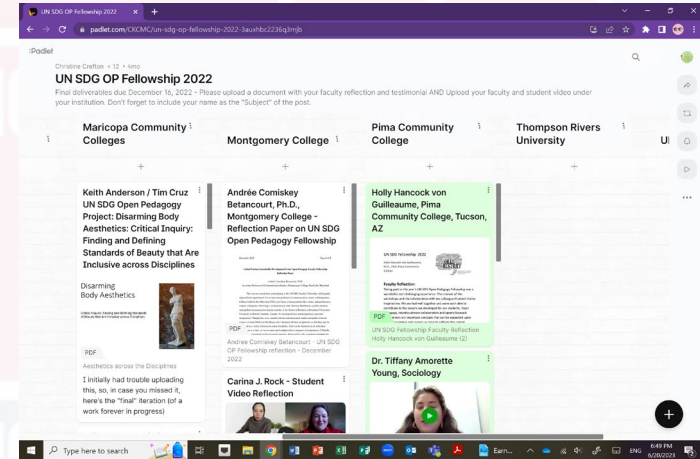 UN SDG OP Fellowship 2022
padlet.com/CKCMC/un-sdg-op-fellowship-2022-3auxhbc2236q3mjb
:Padlet
Christine Crefton • 12 • 4mo
UN SDG OP Fellowship 2022
Final deliverables due December 16, 2022 – Please upload a document with your faculty reflection and testimonial AND Upload your faculty and student video under
your institution. Don't forget to include your name as the "Subject" of the post.
Maricopa Community
Colleges
Montgomery College
Pima Community
College
Thompson Rivers
University
UI
Keith Anderson / Tim Cruz
UN SDG Open Pedagogy
Project: Disarming Body
Aesthetics: Critical Inquiry:
Finding and Defining
Standards of Beauty that Are
Inclusive across Disciplines
Disarming
Body Aesthetics
PDF
Aesthetics across the Disciplines
I initially had trouble uploading
this, so, in case you missed it,
here's the "final" iteration (of a
work forever in progress)
Andrée Comiskey
Betancourt, Ph.D.,
Montgomery College -
Reflection Paper on UN SDG
Open Pedagogy Fellowship
PDF
Andree Comiskey Betancourt - UN SDG
OP Fellowship reflection - December
2022
Carina J. Rock - Student
Video Reflection
Holly Hancock von
Guilleaume, Pima
Community College, Tucson,
AZ
UN SDG Fellowship 2022
Faculty Reflection:
PDF
UN SDG Fellowship Faculty Reflection
Holly Hancock von Guilleaume (2)
Dr. Tiffany Amorette
Young, Sociology
Type here to search
Earn...
ENG
6:49 PM
6/20/2023